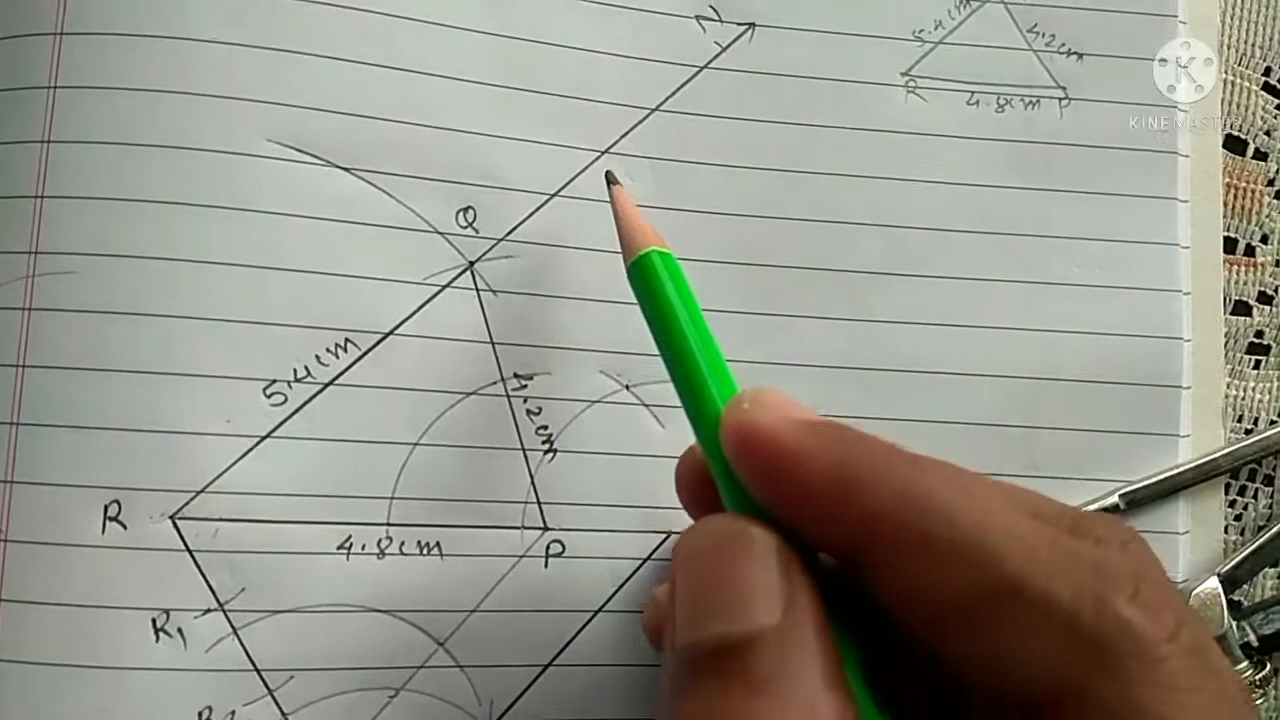 5.4cm
4.2cm
R
4.8cm
P
K
KINEMASTER
Q
5.4cm
4.2cm
R
4.8cm
P
R1